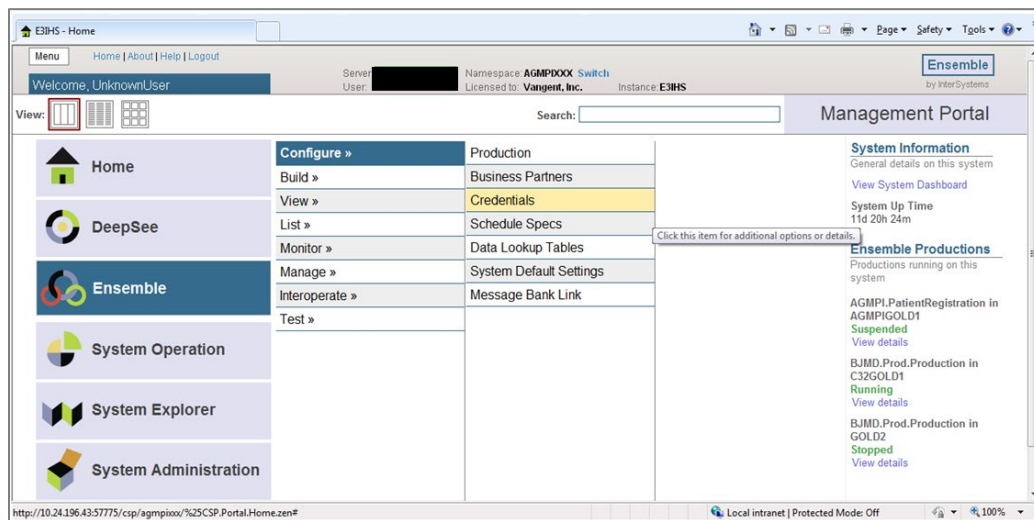 E3IHS - Home
Page Safety Tools
Menu Home | About | Help | Logout
Welcome, UnknownUser
Server
User:
Namespace: AGMPIXXX Switch
Licensed to: Vangent, Inc. Instance: E3IHS
Ensemble
by InterSystems
View:
Search:
Management Portal
Home
DeepSee
Ensemble
System Operation
System Explorer
System Administration
Configure »
Build »
View »
List »
Monitor »
Manage »
Interoperate »
Test »
Production
Business Partners
Credentials
Schedule Specs
Data Lookup Tables
System Default Settings
Message Bank Link
Click this item for additional options or details.
System Information
General details on this system
View System Dashboard
System Up Time
11d 20h 24m
Ensemble Productions
Productions running on this
system
AGMPI.PatientRegistration in
AGMPIGOLD1
Suspended
View details
BJMD.Prod.Production in
C32GOLD1
Running
View details
BJMD.Prod.Production in
GOLD2
Stopped
View details
http://10.24.196.43:57775/csp/agmpixxx/%25CSP.Portal.Home.zen#
Local intranet | Protected Mode: Off
100%